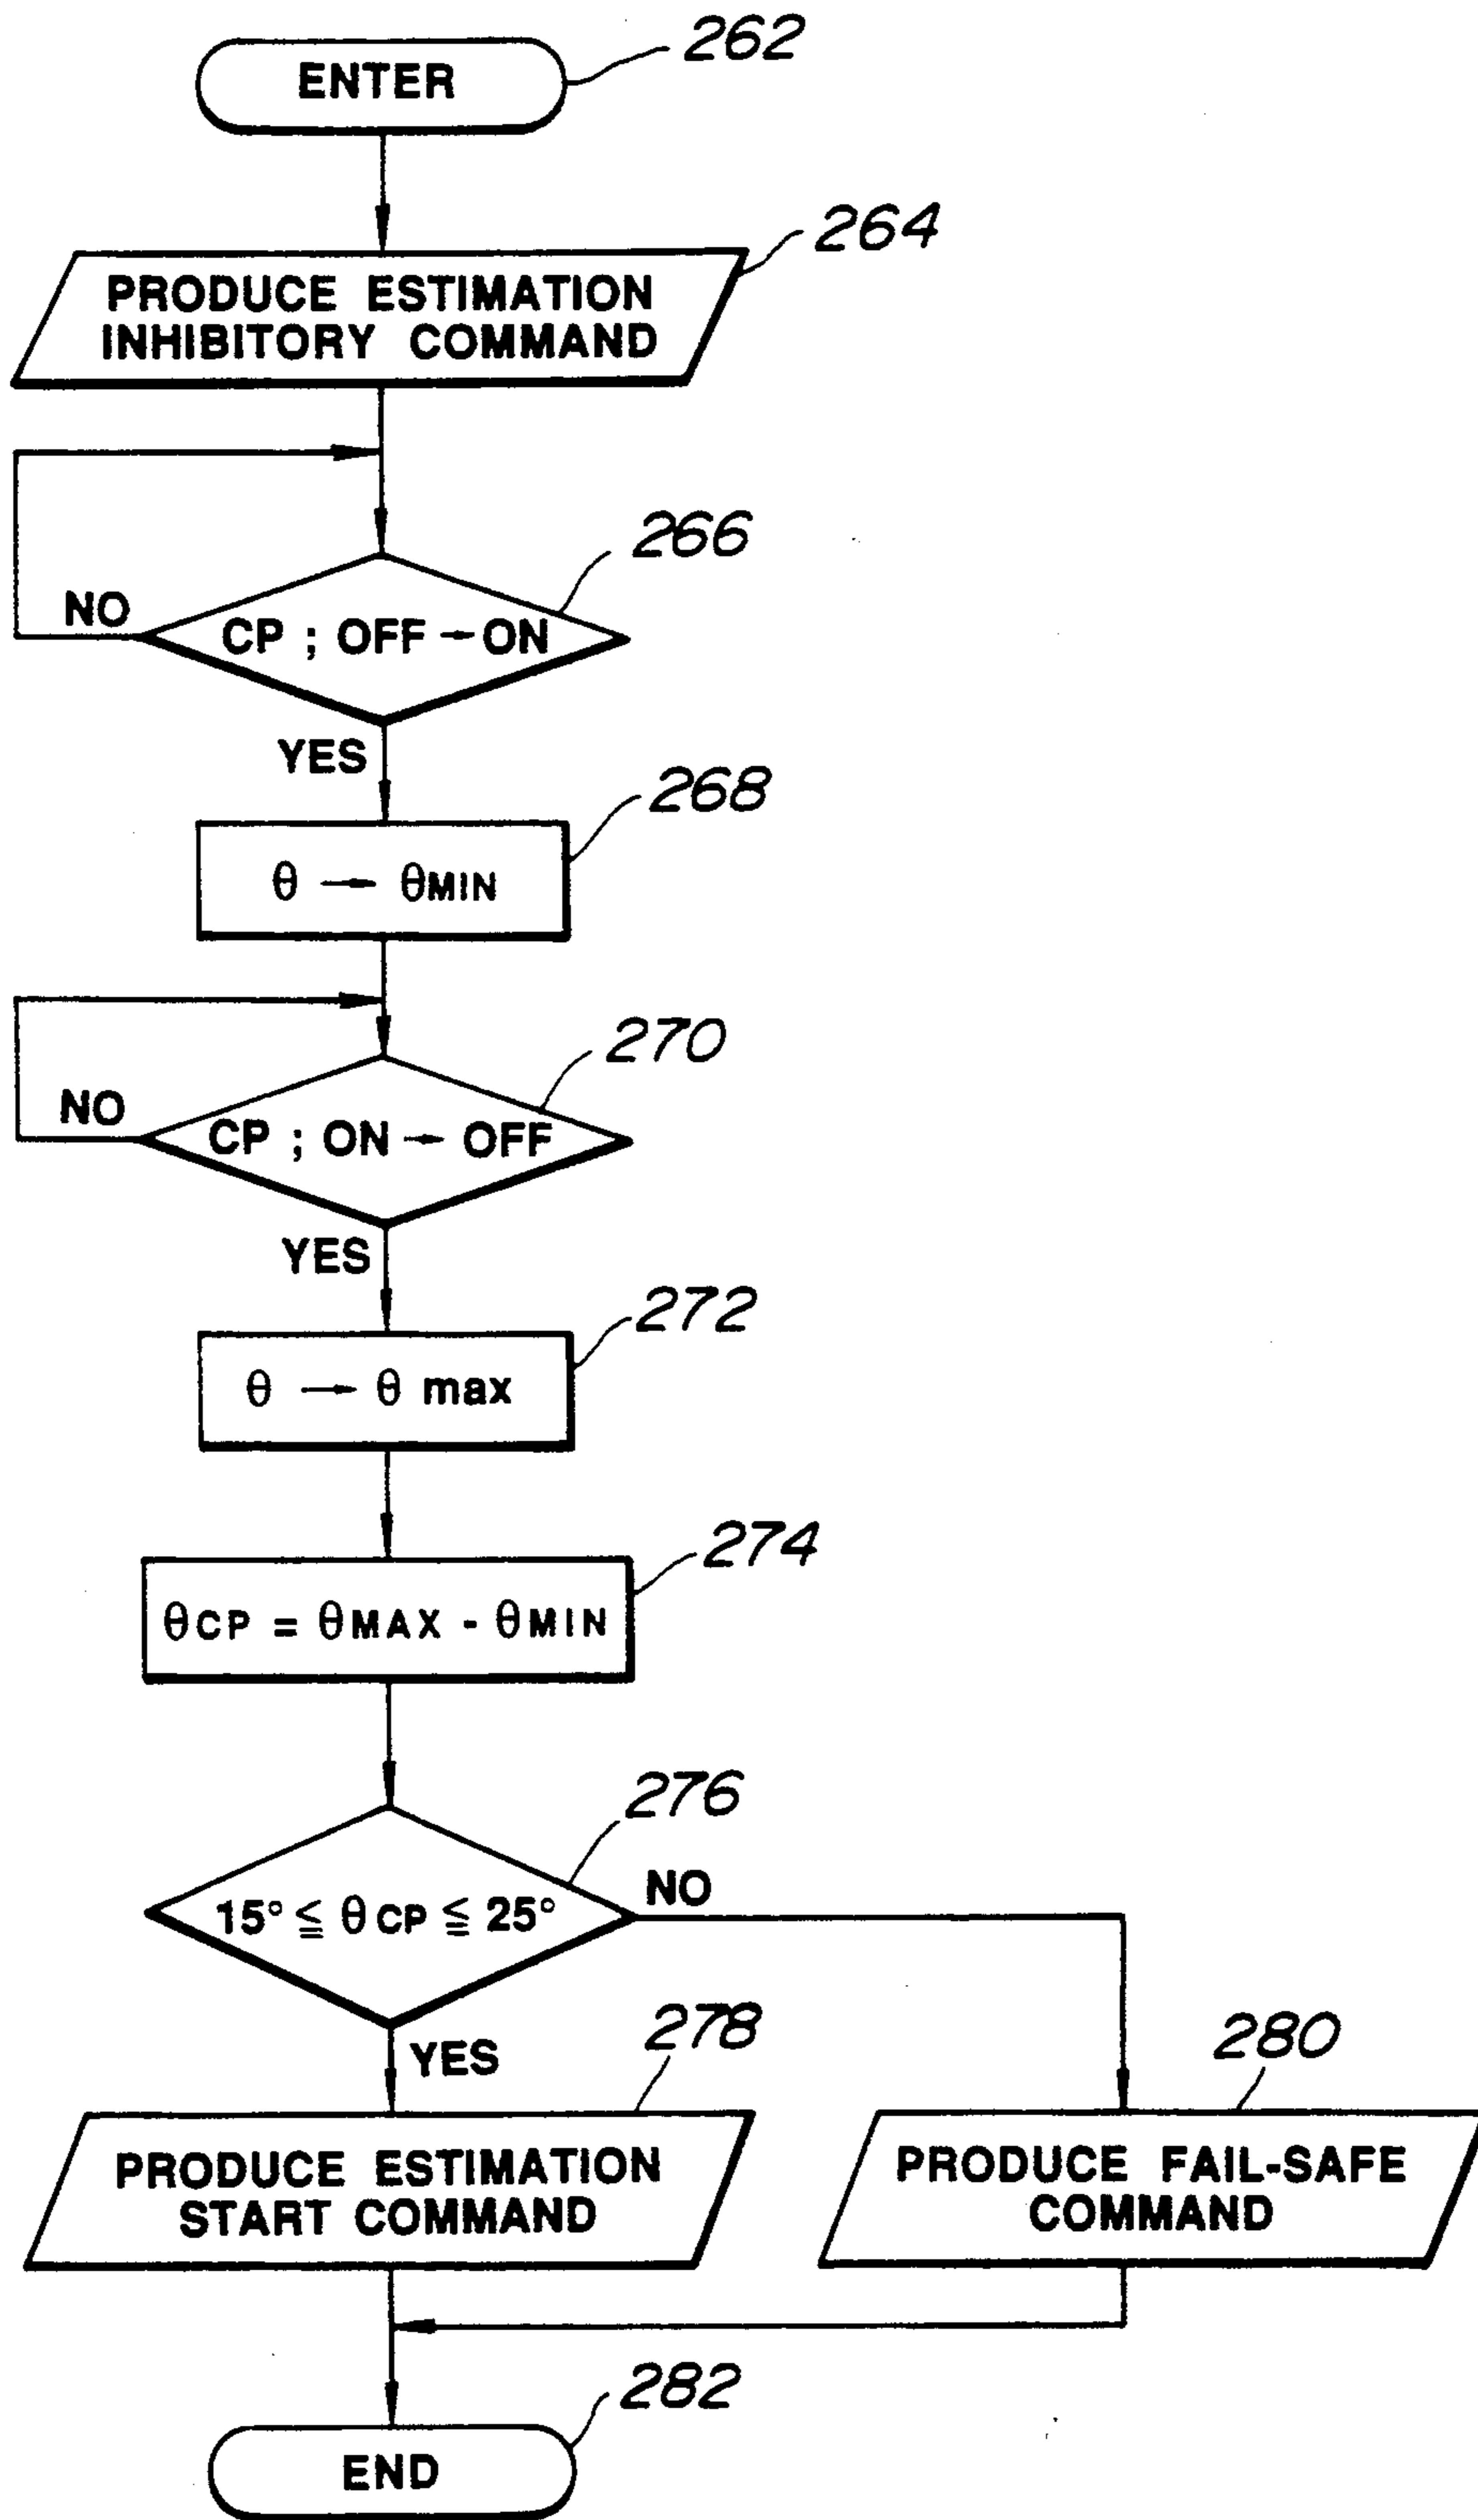 ENTER
262
PRODUCE ESTIMATION
INHIBITORY COMMAND
264
266
NO
CP ; OFF → ON
YES
268
θ → θMIN
270
NO
CP ; ON → OFF
YES
272
θ → θ max
274
θCP = θMAX - θMIN
276
15° ≦ θCP ≦ 25°
NO
YES
278
280
PRODUCE ESTIMATION
START COMMAND
PRODUCE FAIL-SAFE
COMMAND
282
END